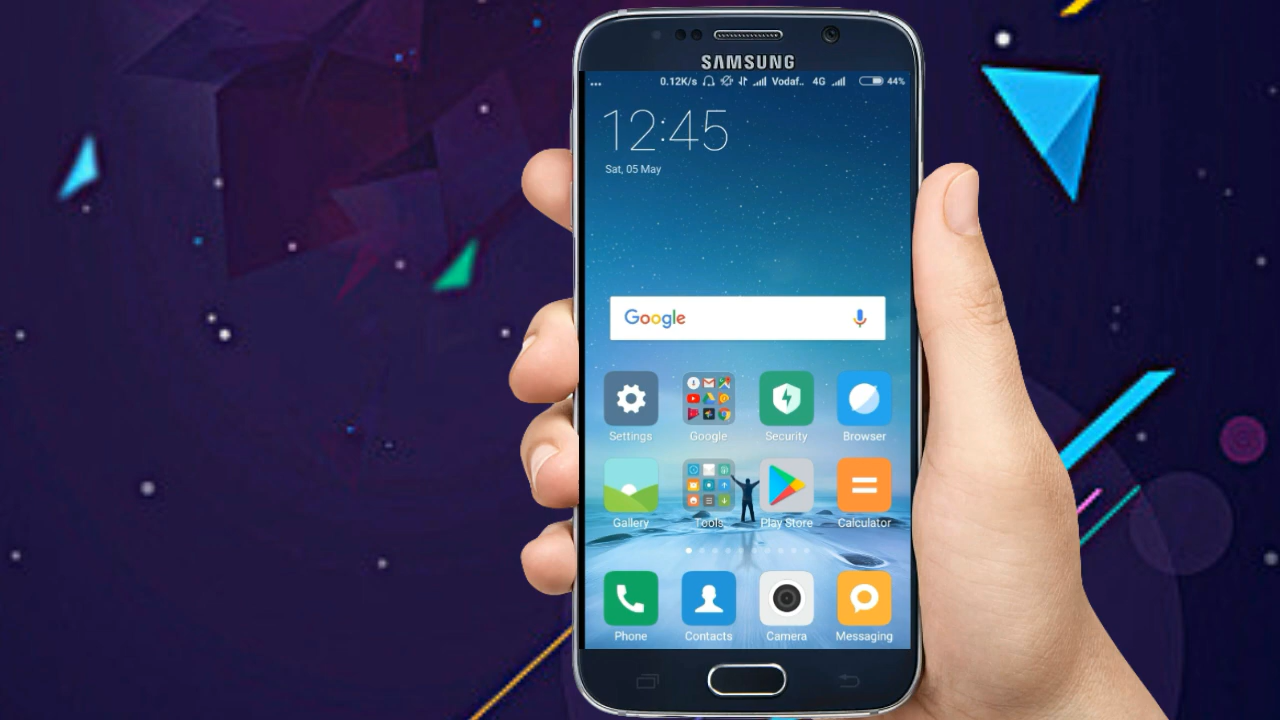 SAMSUNG
... 0.12K/s Vodaf.. 4G 44%
12:45
Sat, 05 May
Google
Settings Google Security Browser
Gallery Tools Play Store Calculator
Phone Contacts Camera Messaging